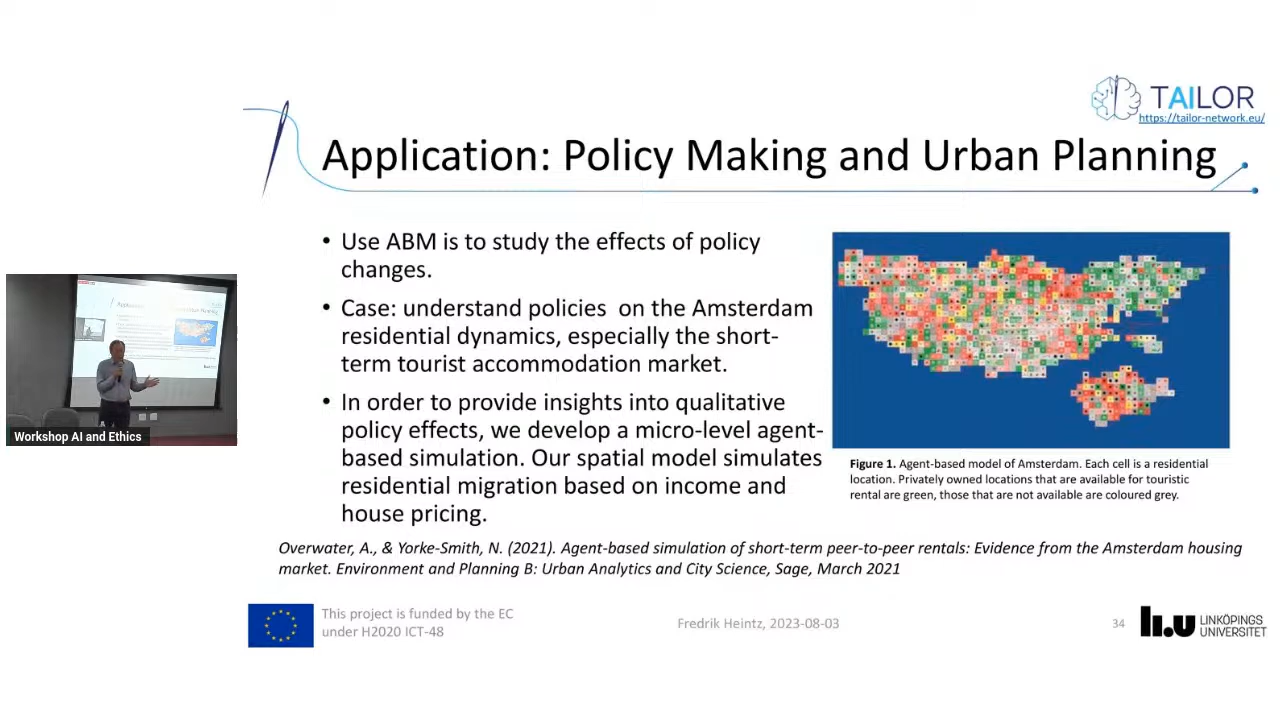 TAILOR
https://tailor-network.eu/
Application: Policy Making and Urban Planning
• Use ABM is to study the effects of policy
changes.
• Case: understand policies on the Amsterdam
residential dynamics, especially the short-
term tourist accommodation market.
• In order to provide insights into qualitative
policy effects, we develop a micro-level agent-
based simulation. Our spatial model simulates
residential migration based on income and
house pricing.
Figure 1. Agent-based model of Amsterdam. Each cell is a residential
location. Privately owned locations that are available for touristic
rental are green, those that are not available are coloured grey.
Workshop AI and Ethics
Overwater, A., & Yorke-Smith, N. (2021). Agent-based simulation of short-term peer-to-peer rentals: Evidence from the Amsterdam housing
market. Environment and Planning B: Urban Analytics and City Science, Sage, March 2021
This project is funded by the EC
under H2020 ICT-48
Fredrik Heintz, 2023-08-03
34
LINKÖPINGS
UNIVERSITET